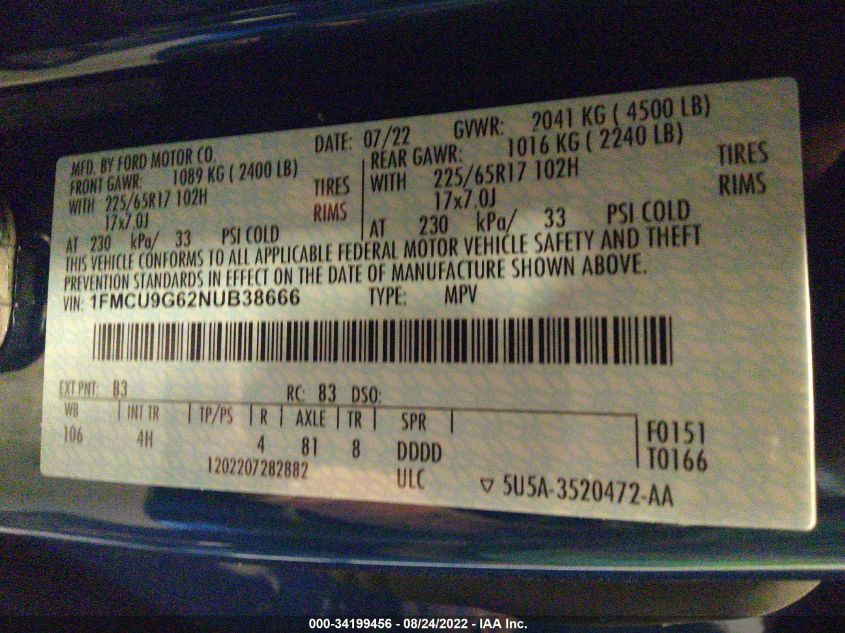 MFD. BY FORD MOTOR CO. DATE: 07/22 GVWR: 2041 KG ( 4500 LB)
FRONT GAWR: 1089 KG ( 2400 LB)
WITH 225/65R17 102H TIRES
17x7.0J RIMS
AT 230 kPa/ 33 PSI COLD
REAR GAWR: 1016 KG ( 2240 LB)
WITH 225/65R17 102H TIRES
17x7.0J RIMS
AT 230 kPa/ 33 PSI COLD
THIS VEHICLE CONFORMS TO ALL APPLICABLE FEDERAL MOTOR VEHICLE SAFETY AND THEFT
PREVENTION STANDARDS IN EFFECT ON THE DATE OF MANUFACTURE SHOWN ABOVE.
VIN: 1FMCU9G62NUB38666 TYPE: MPV
EXT PNT: B3 RC: 83 DSO:
WB INT TR TP/PS R AXLE TR SPR
106 4H 4 81 8 DDDD
F0151
T0166
1202207282882 ULC
5U5A-3520472-AA
000-34199456 - 08/24/2022 - IAA Inc.